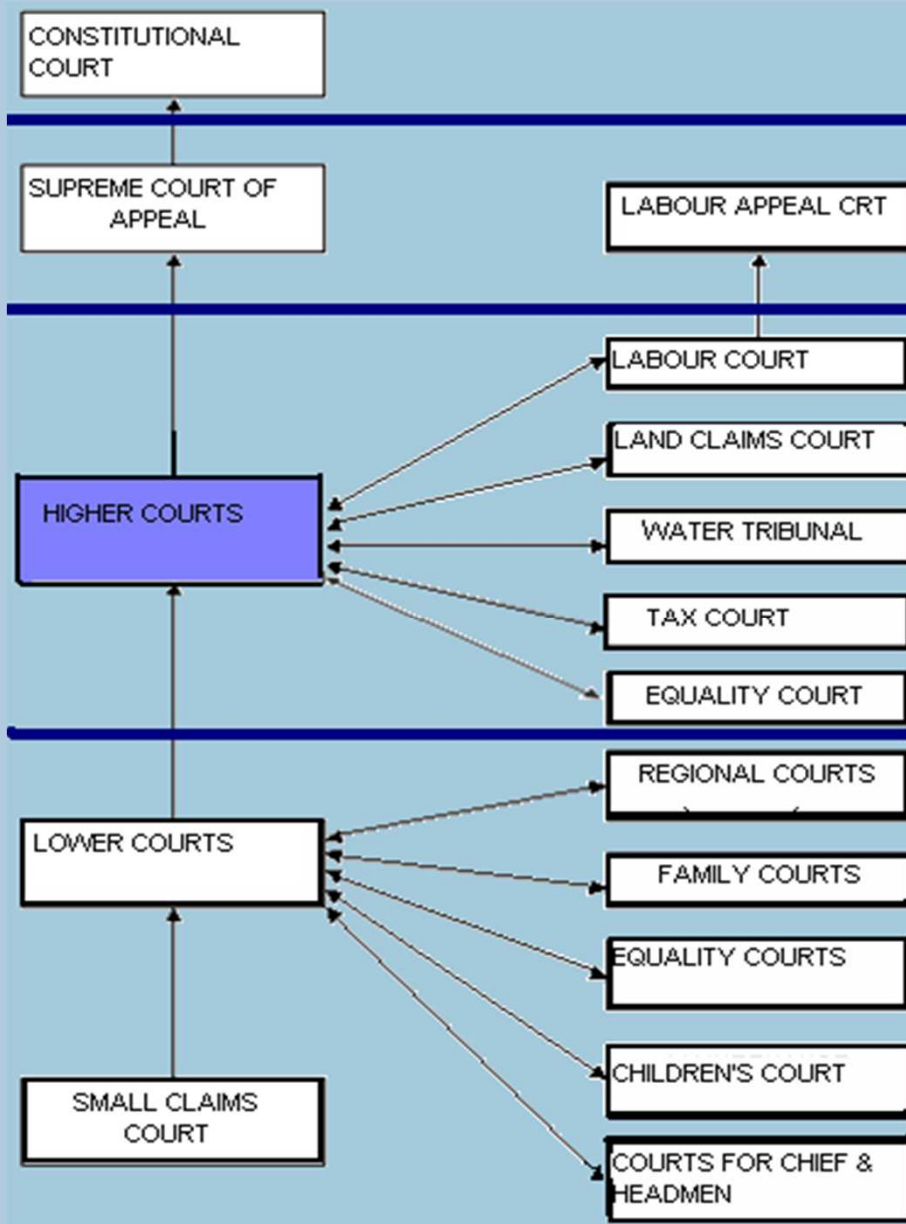 CONSTITUTIONAL
COURT
SUPREME COURT OF
APPEAL
LABOUR APPEAL CRT
LABOUR COURT
LAND CLAIMS COURT
HIGHER COURTS
WATER TRIBUNAL
TAX COURT
EQUALITY COURT
REGIONAL COURTS
LOWER COURTS
FAMILY COURTS
EQUALITY COURTS
CHILDREN'S COURT
SMALL CLAIMS
COURT
COURTS FOR CHIEF &
HEADMEN